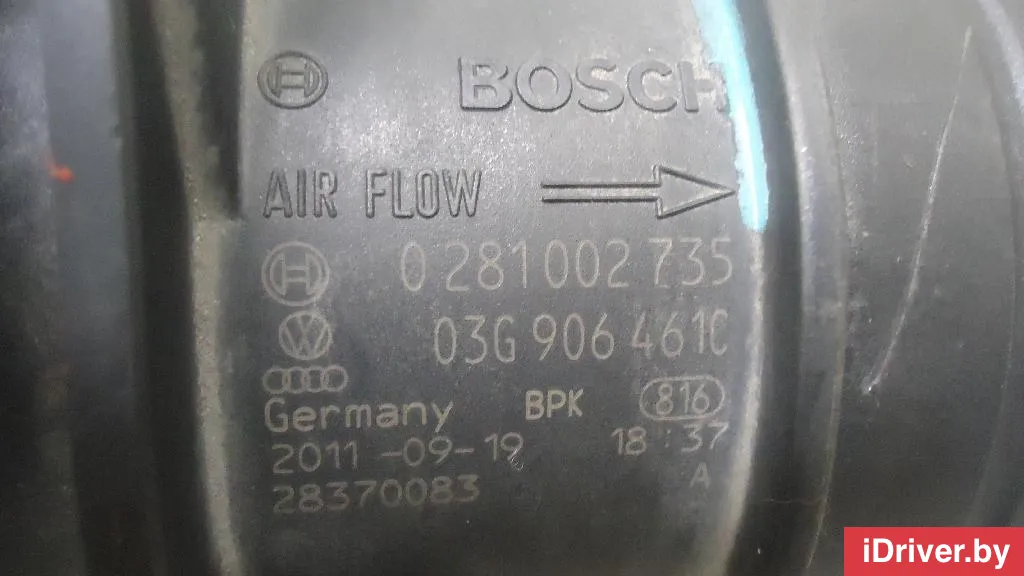 BOSCH
AIR FLOW
0 281 002 735
03G 906 461C
Germany BPK 816
2011-09-19 18:37
28370083 A
iDriver.by